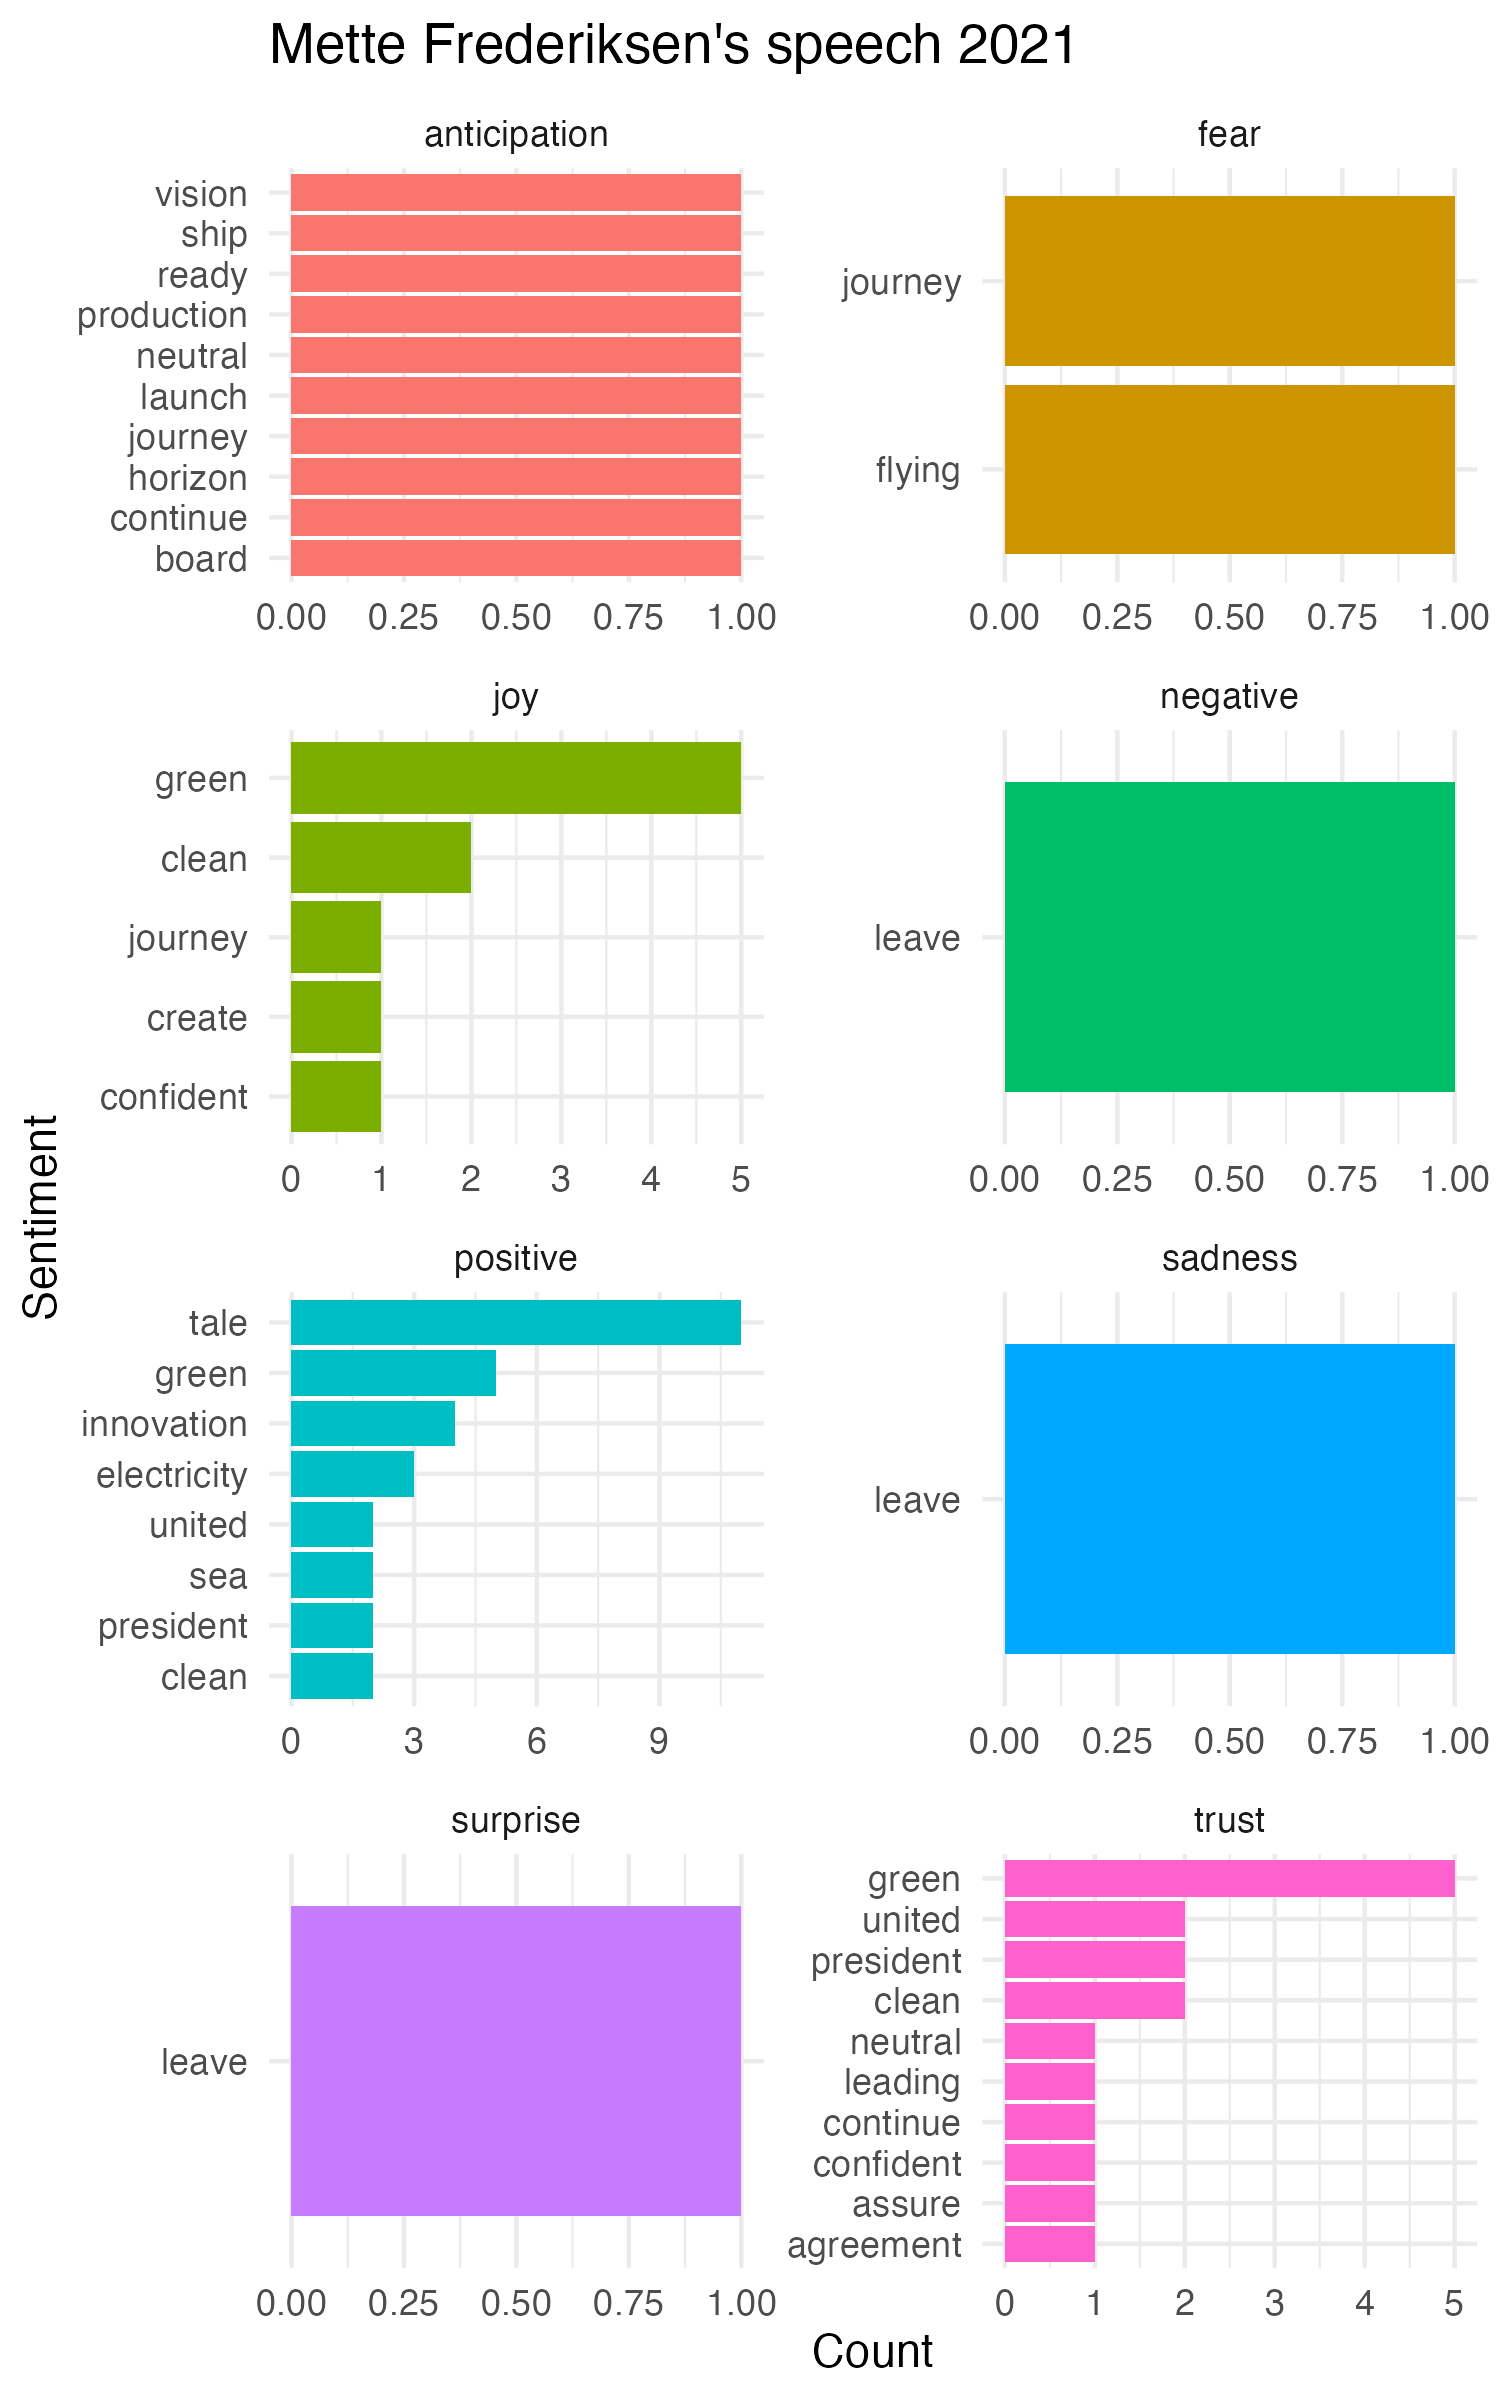 Mette Frederiksen's speech 2021
anticipation
vision
ship
ready
production
neutral
launch
journey
horizon
continue
board
0.00 0.25 0.50 0.75 1.00
fear
journey
flying
0.00 0.25 0.50 0.75 1.00
joy
green
clean
journey
create
confident
0 1 2 3 4 5
negative
leave
0.00 0.25 0.50 0.75 1.00
Sentiment
positive
tale
green
innovation
electricity
united
sea
president
clean
0 3 6 9
sadness
leave
0.00 0.25 0.50 0.75 1.00
surprise
leave
0.00 0.25 0.50 0.75 1.00
trust
green
united
president
clean
neutral
leading
continue
confident
assure
agreement
0 1 2 3 4 5
Count